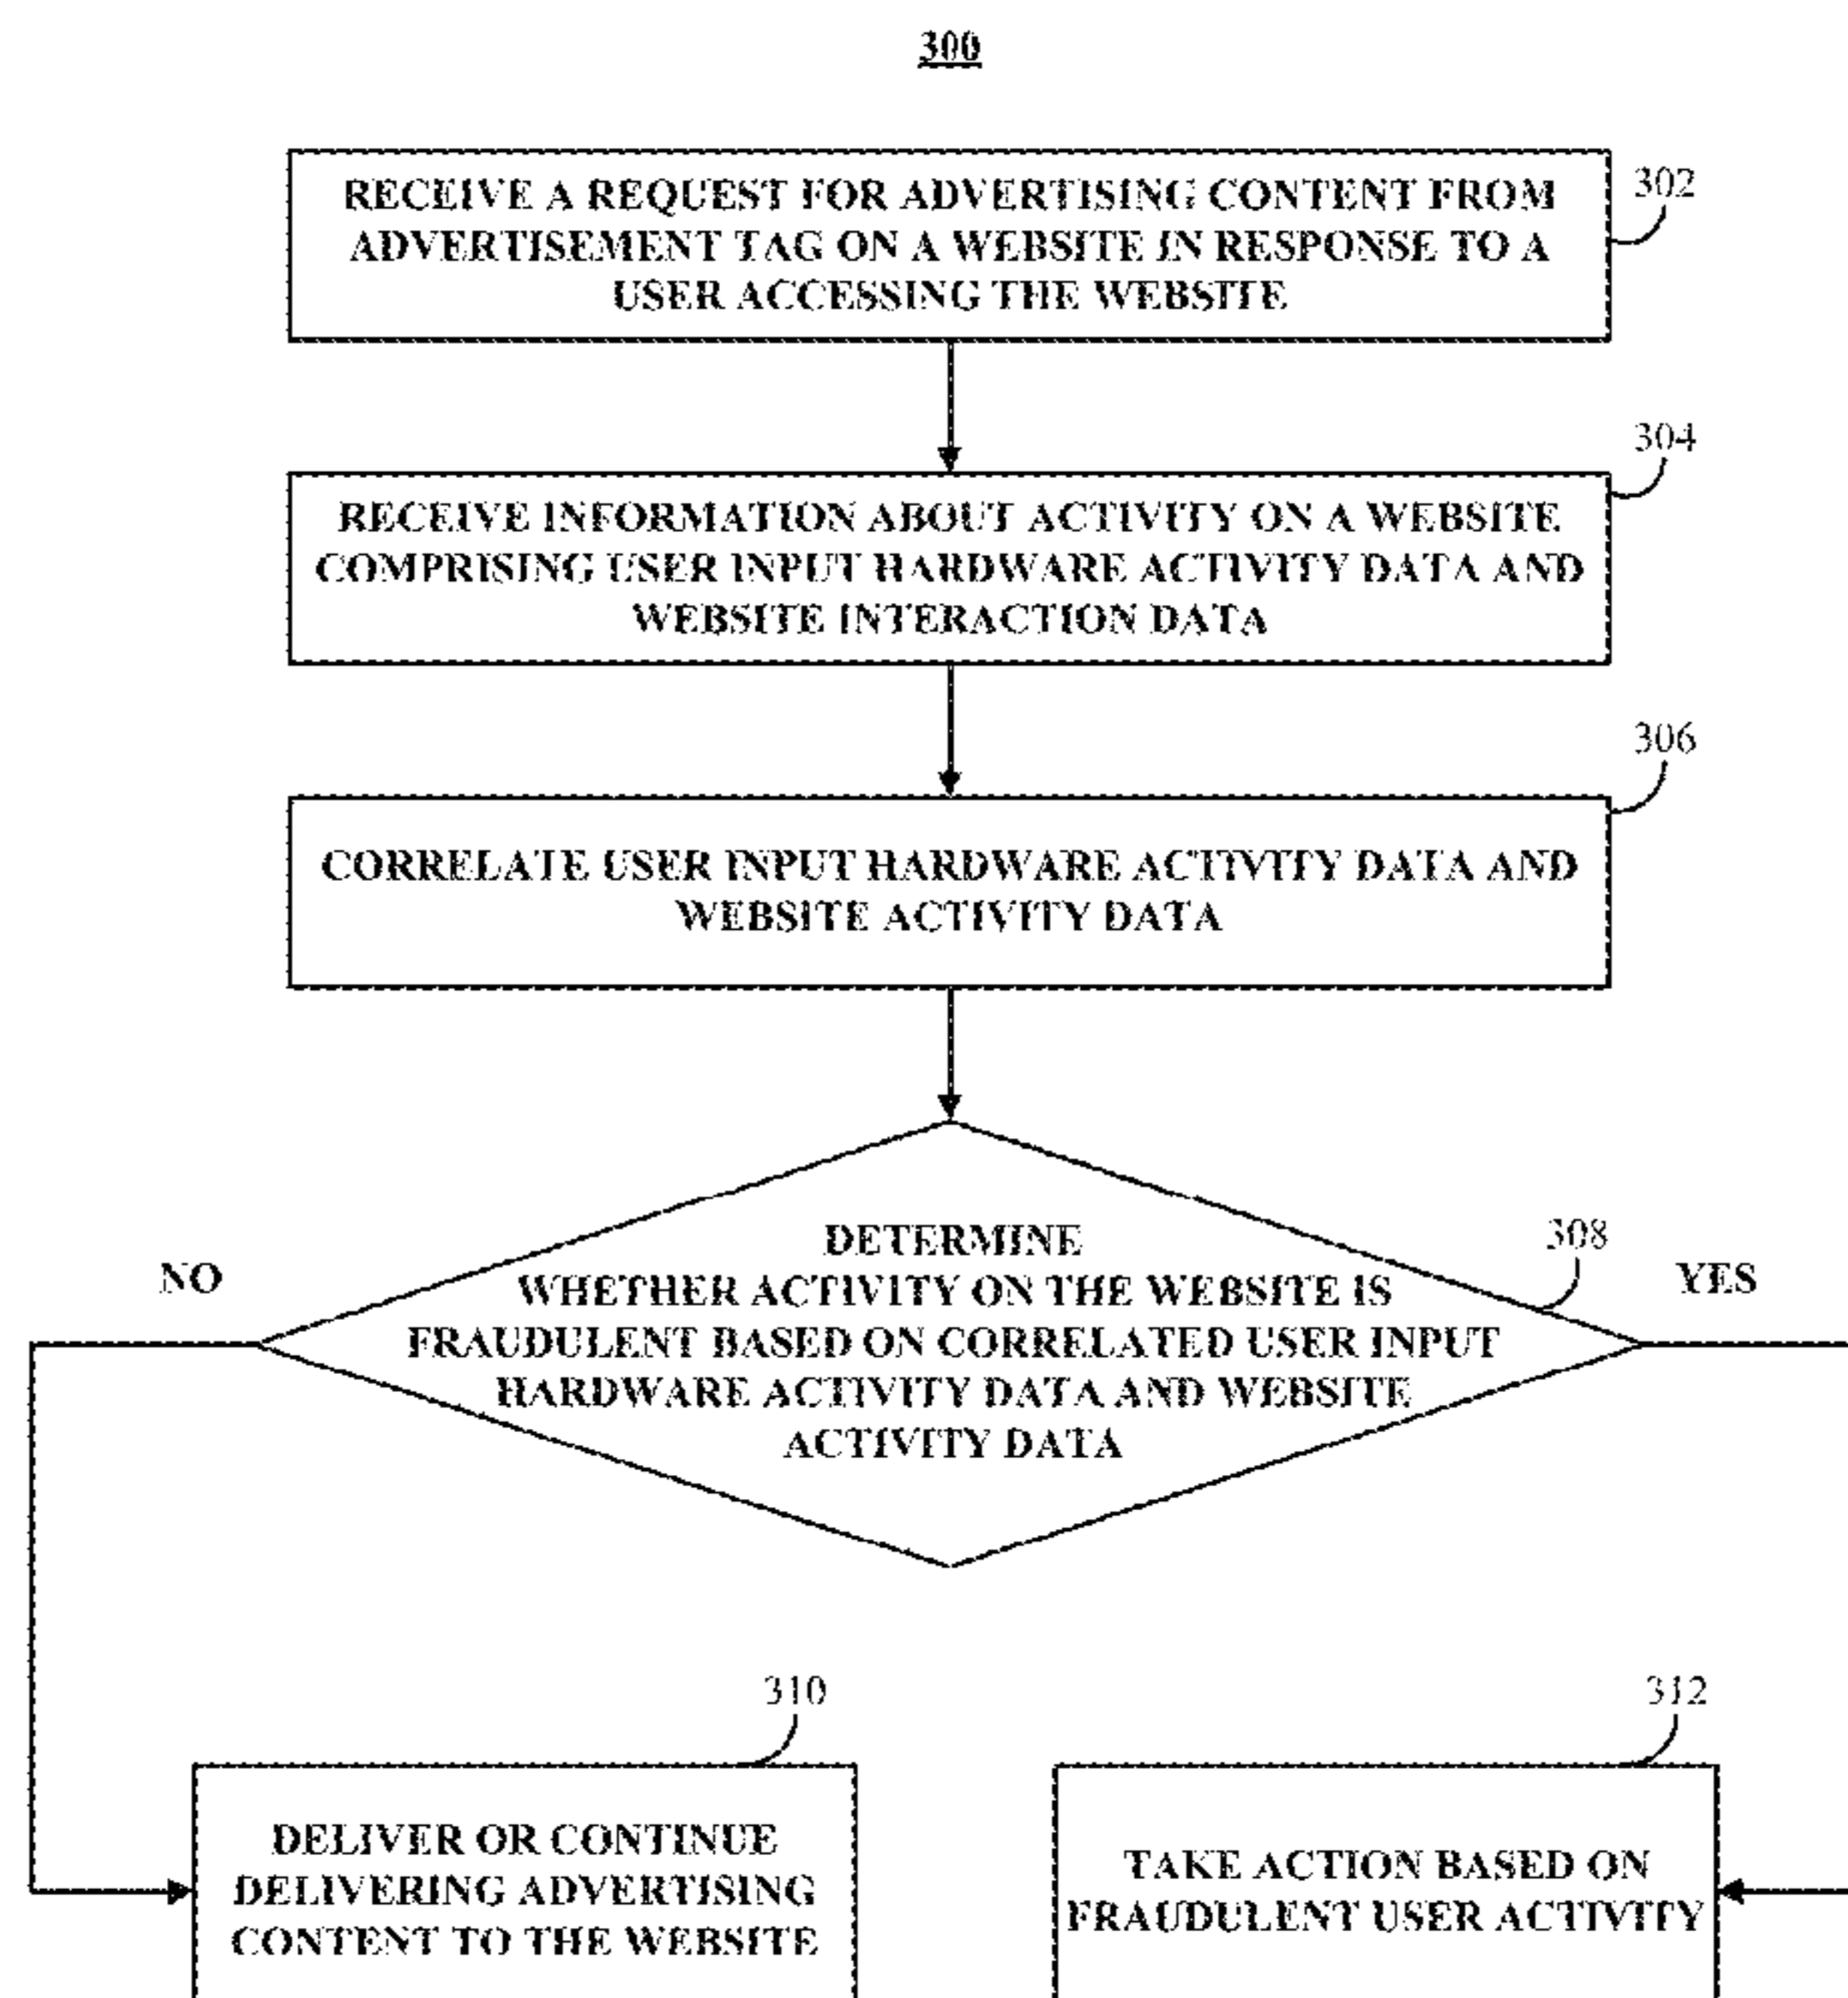 300
RECEIVE A REQUEST FOR ADVERTISING CONTENT FROM
ADVERTISEMENT TAG ON A WEBSITE IN RESPONSE TO A
USER ACCESSING THE WEBSITE
302
304
RECEIVE INFORMATION ABOUT ACTIVITY ON A WEBSITE
COMPRISING USER INPUT HARDWARE ACTIVITY DATA AND
WEBSITE INTERACTION DATA
306
CORRELATE USER INPUT HARDWARE ACTIVITY DATA AND
WEBSITE ACTIVITY DATA
308
NO
YES
DETERMINE
WHETHER ACTIVITY ON THE WEBSITE IS
FRAUDULENT BASED ON CORRELATED USER INPUT
HARDWARE ACTIVITY DATA AND WEBSITE
ACTIVITY DATA
310
DELIVER OR CONTINUE
DELIVERING ADVERTISING
CONTENT TO THE WEBSITE
312
TAKE ACTION BASED ON
FRAUDULENT USER ACTIVITY